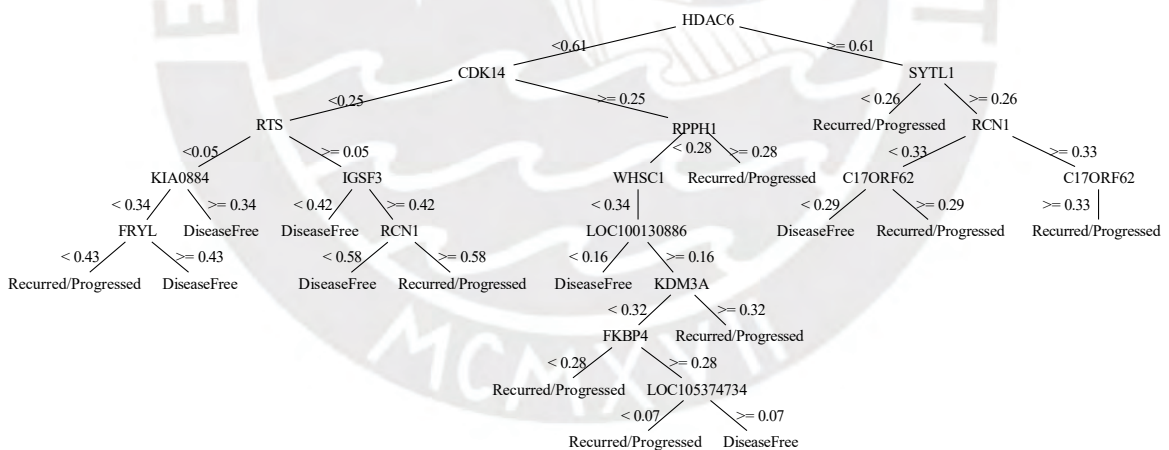 HDAC6
<0.61 >= 0.61
CDK14 SYTL1
<0.25 >= 0.25 < 0.26 >= 0.26
RTS RPPH1 Recurred/Progressed RCN1
<0.05 >= 0.05 < 0.28 >= 0.28 < 0.33 >= 0.33
KIA0884 IGSF3 WHSC1 Recurred/Progressed C17ORF62 C17ORF62
< 0.34 >= 0.34 < 0.42 >= 0.42 < 0.34 < 0.29 >= 0.29 >= 0.33
FRYL DiseaseFree DiseaseFree RCN1 LOC100130886 DiseaseFree Recurred/Progressed Recurred/Progressed
< 0.43 >= 0.43 < 0.58 >= 0.58 < 0.16 >= 0.16
Recurred/Progressed DiseaseFree DiseaseFree Recurred/Progressed DiseaseFree KDM3A
< 0.32 >= 0.32
FKBP4 Recurred/Progressed
< 0.28 >= 0.28
Recurred/Progressed LOC105374734
< 0.07 >= 0.07
Recurred/Progressed DiseaseFree
MCMXVII